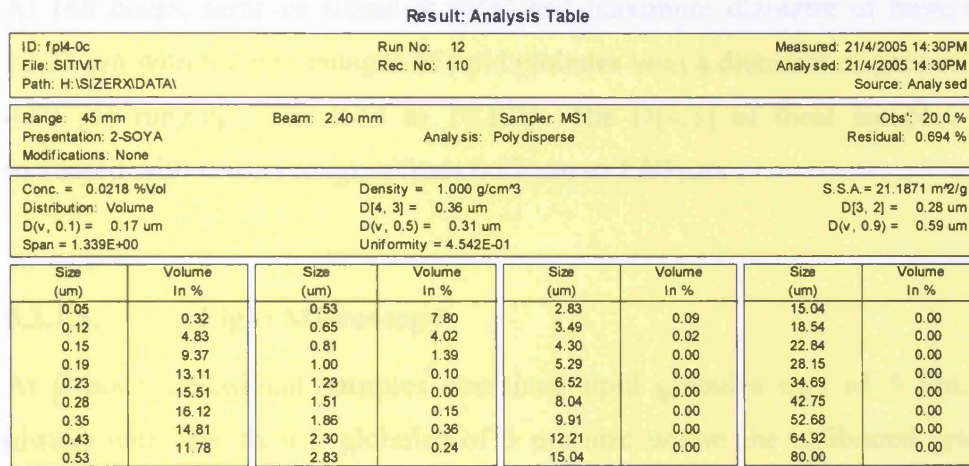 Result: Analysis Table
ID: fpl4-0c Run No: 12 Measured: 21/4/2005 14:30PM
File: SITIVIT Rec. No: 110 Analysed: 21/4/2005 14:30PM
Path: H:\SIZERX\DATA\ Source: Analysed
Range: 45 mm Beam: 2.40 mm Sampler: MS1 Obs': 20.0 %
Presentation: 2-SOYA Analysis: Polydisperse Residual: 0.694 %
Modifications: None
Conc. = 0.0218 %Vol Density = 1.000 g/cm^3 S.S.A.= 21.1871 m^2/g
Distribution: Volume D[4, 3] = 0.36 um D[3, 2] = 0.28 um
D(v, 0.1) = 0.17 um D(v, 0.5) = 0.31 um D(v, 0.9) = 0.59 um
Span = 1.339E+00 Uniformity = 4.542E-01
Size Volume Size Volume Size Volume Size Volume
(um) In % (um) In % (um) In % (um) In %
0.05 0.53 2.83 15.04
0.32 7.80 0.09 0.00
0.12 0.65 3.49 18.54
4.83 4.02 0.02 0.00
0.15 0.81 4.30 22.84
9.37 1.39 0.00 0.00
0.19 1.00 5.29 28.15
13.11 0.10 0.00 0.00
0.23 1.23 6.52 34.69
15.51 0.00 0.00 0.00
0.28 1.51 8.04 42.75
16.12 0.15 0.00 0.00
0.35 1.86 9.91 52.68
14.81 0.36 0.00 0.00
0.43 2.30 12.21 64.92
11.78 0.24 0.00 0.00
0.53 2.83 15.04 80.00